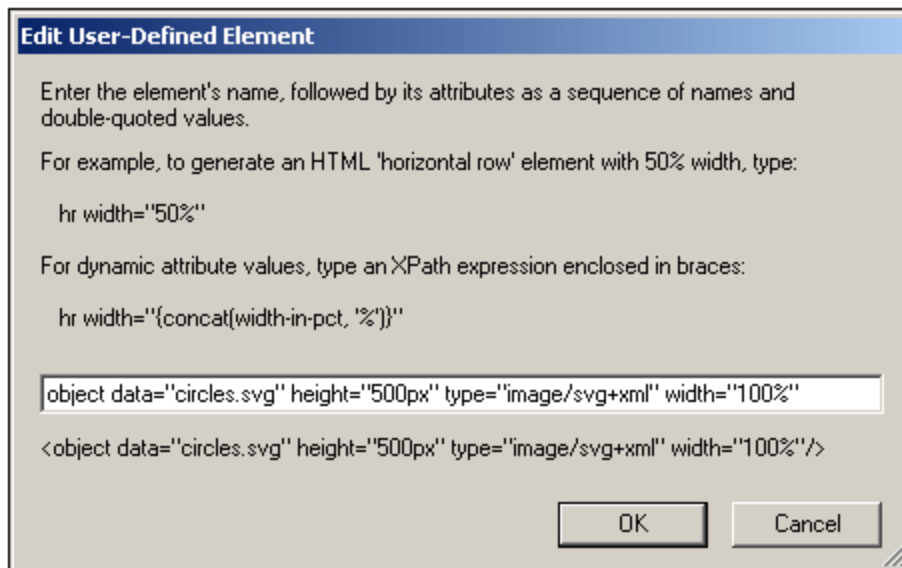 Edit User-Defined Element
Enter the element's name, followed by its attributes as a sequence of names and
double-quoted values.
For example, to generate an HTML 'horizontal row' element with 50% width, type:
hr width="50%"
For dynamic attribute values, type an XPath expression enclosed in braces:
hr width="{concat(width-in-pct, '%')}"
object data="circles.svg" height="500px" type="image/svg+xml" width="100%"
<object data="circles.svg" height="500px" type="image/svg+xml" width="100%"/>
OK Cancel